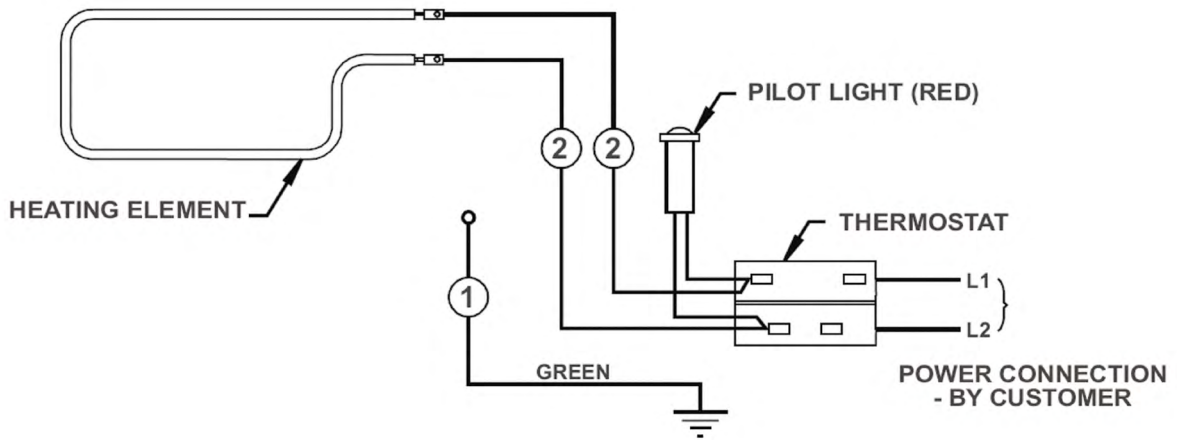 PILOT LIGHT (RED)
2
2
HEATING ELEMENT
THERMOSTAT
1
L1
L2
GREEN
POWER CONNECTION
- BY CUSTOMER